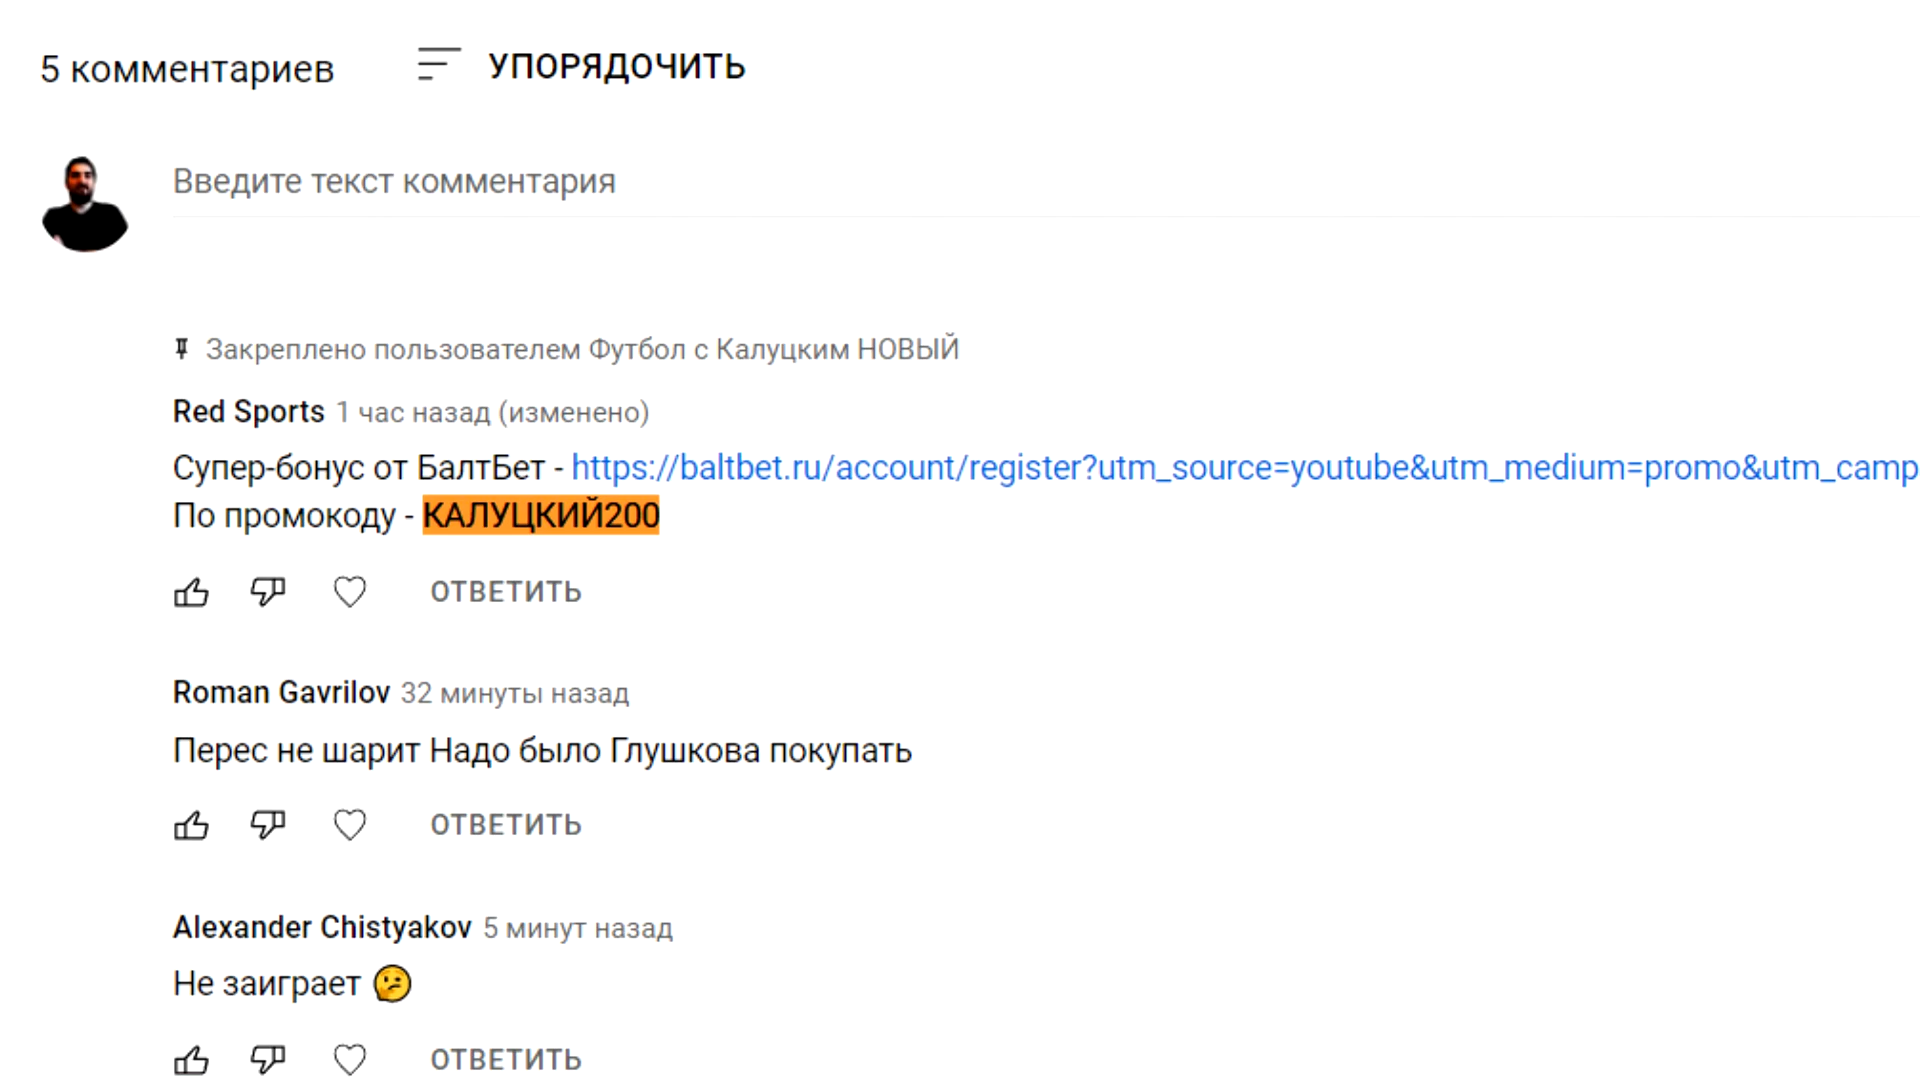 5 комментариев
УПОРЯДОЧИТЬ
Введите текст комментария
Закреплено пользователем Футбол с Калуцким НОВЫЙ
Red Sports 1 час назад (изменено)
Супер-бонус от БалтБет - https://baltbet.ru/account/register?utm_source=youtube&utm_medium=promo&utm_camp
По промокоду - КАЛУЦКИЙ200
ОТВЕТИТЬ
Roman Gavrilov 32 минуты назад
Перес не шарит Надо было Глушкова покупать
ОТВЕТИТЬ
Alexander Chistyakov 5 минут назад
Не заиграет 🤔
ОТВЕТИТЬ